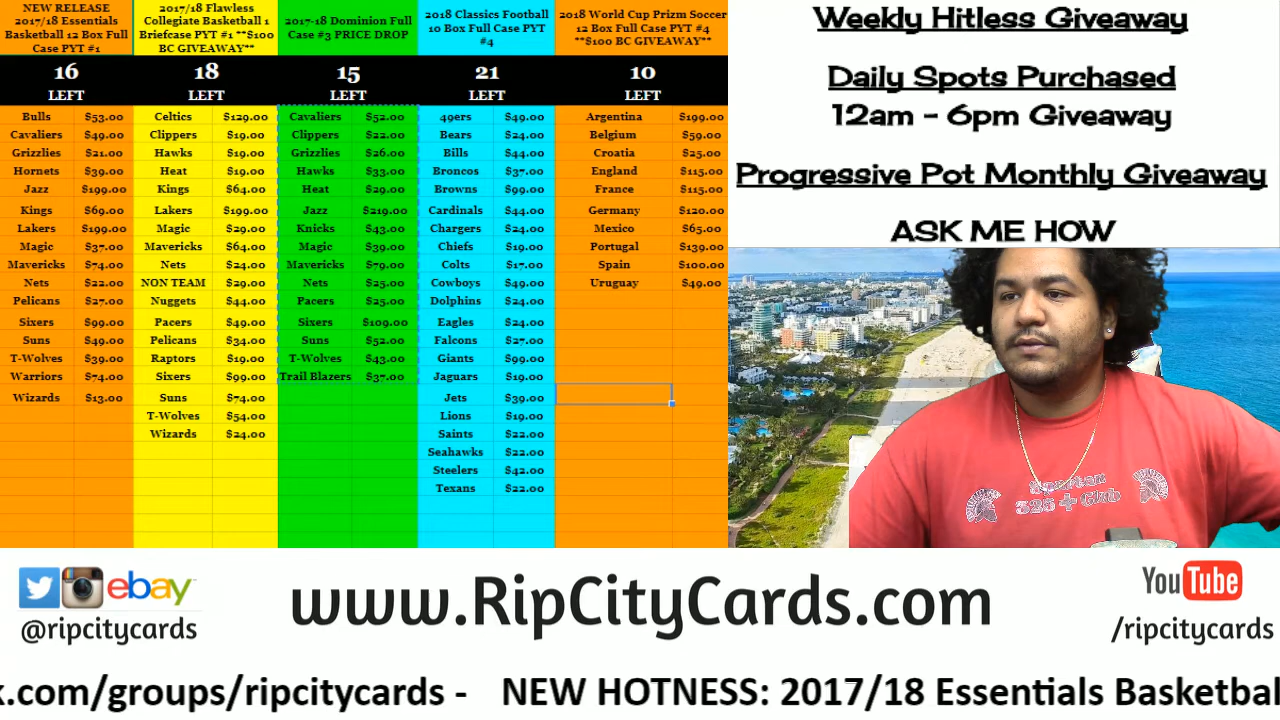 NEW RELEASE
2017/18 Essentials
Basketball 12 Box Full
Case PYT #1
16
LEFT
Bulls $53.00
Cavaliers $49.00
Grizzlies $21.00
Hornets $39.00
Jazz $199.00
Kings $69.00
Lakers $199.00
Magic $37.00
Mavericks $74.00
Nets $22.00
Pelicans $27.00
Sixers $99.00
Suns $49.00
T-Wolves $39.00
Warriors $74.00
Wizards $13.00
2017/18 Flawless
Collegiate Basketball 1
Briefcase PYT #1 **$100
BC GIVEAWAY**
18
LEFT
Celtics $129.00
Clippers $19.00
Hawks $19.00
Heat $19.00
Kings $64.00
Lakers $199.00
Magic $29.00
Mavericks $64.00
Nets $24.00
NON TEAM $29.00
Nuggets $44.00
Pacers $49.00
Pelicans $34.00
Raptors $19.00
Sixers $99.00
Suns $74.00
T-Wolves $54.00
Wizards $24.00
2017-18 Dominion Full
Case #3 PRICE DROP
15
LEFT
Cavaliers $52.00
Clippers $22.00
Grizzlies $26.00
Hawks $33.00
Heat $29.00
Jazz $219.00
Knicks $43.00
Magic $39.00
Mavericks $79.00
Nets $25.00
Pacers $25.00
Sixers $109.00
Suns $52.00
T-Wolves $43.00
Trail Blazers $37.00
2018 Classics Football
10 Box Full Case PYT
#4
21
LEFT
49ers $49.00
Bears $24.00
Bills $44.00
Broncos $37.00
Browns $99.00
Cardinals $44.00
Chargers $24.00
Chiefs $19.00
Colts $17.00
Cowboys $49.00
Dolphins $24.00
Eagles $24.00
Falcons $27.00
Giants $99.00
Jaguars $19.00
Jets $39.00
Lions $19.00
Saints $22.00
Seahawks $22.00
Steelers $42.00
Texans $22.00
2018 World Cup Prizm Soccer
12 Box Full Case PYT #4
**$100 BC GIVEAWAY**
10
LEFT
Argentina $199.00
Belgium $59.00
Croatia $25.00
England $115.00
France $115.00
Germany $120.00
Mexico $65.00
Portugal $139.00
Spain $100.00
Uruguay $49.00
Weekly Hitless Giveaway
Daily Spots Purchased
12am - 6pm Giveaway
Progressive Pot Monthly Giveaway
ASK ME HOW
Spartan
325 + Club
ebay
@ripcitycards
www.RipCityCards.com
YouTube
/ripcitycards
k.com/groups/ripcitycards - NEW HOTNESS: 2017/18 Essentials Basketbal